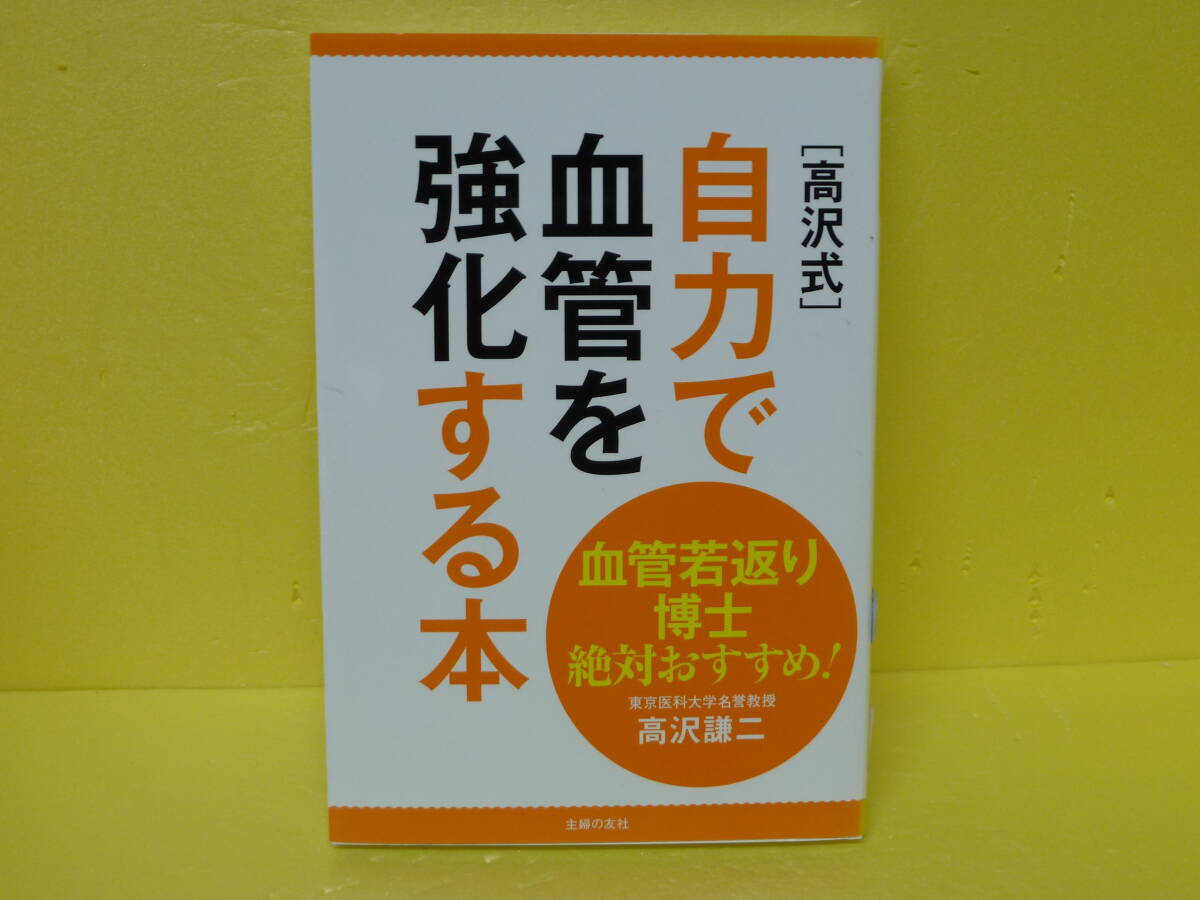 [高沢式]
自力で
血管を
強化する本
血管若返り
博士
絶対おすすめ!
東京医科大学名誉教授
高沢謙二
主婦の友社